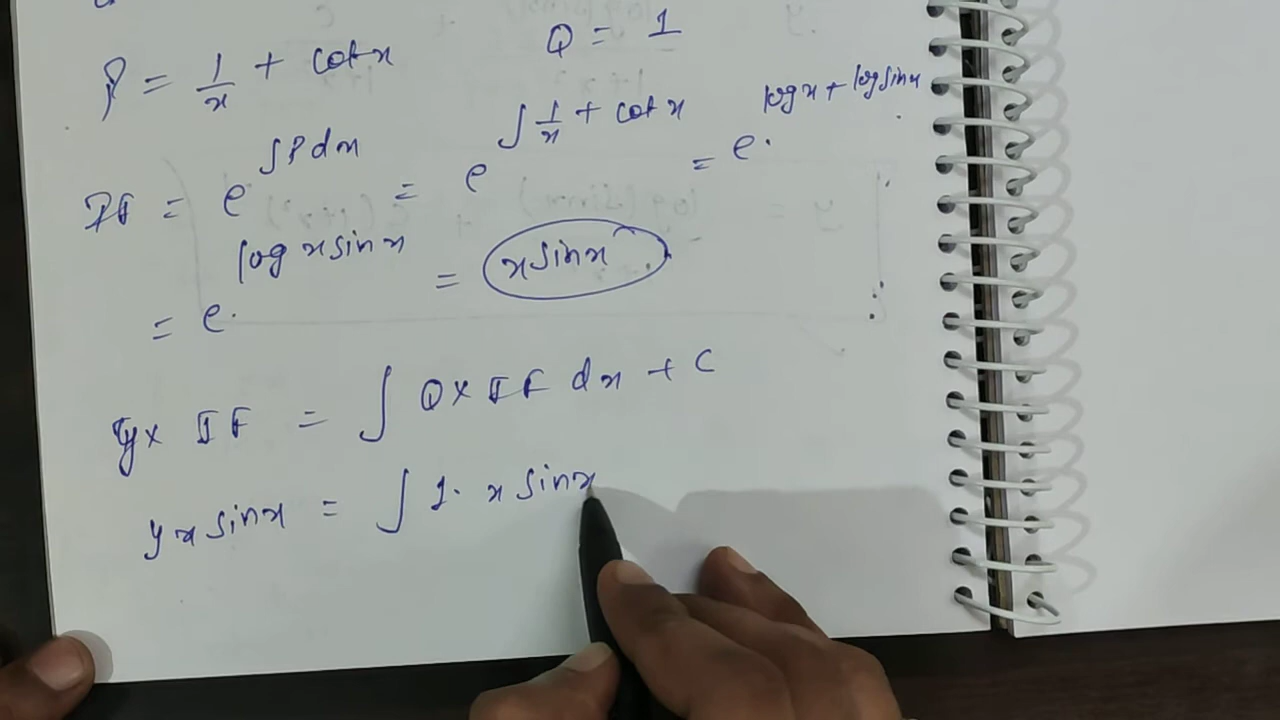 P = 1/x + cot x    Q = 1
IF = e^∫Pdx = e^∫1/x + cot x = e^log x + log sin x
= e^log x sin x = x sin x
y× IF = ∫ Q× IF dx + C
y x sin x = ∫ 1. x sin x